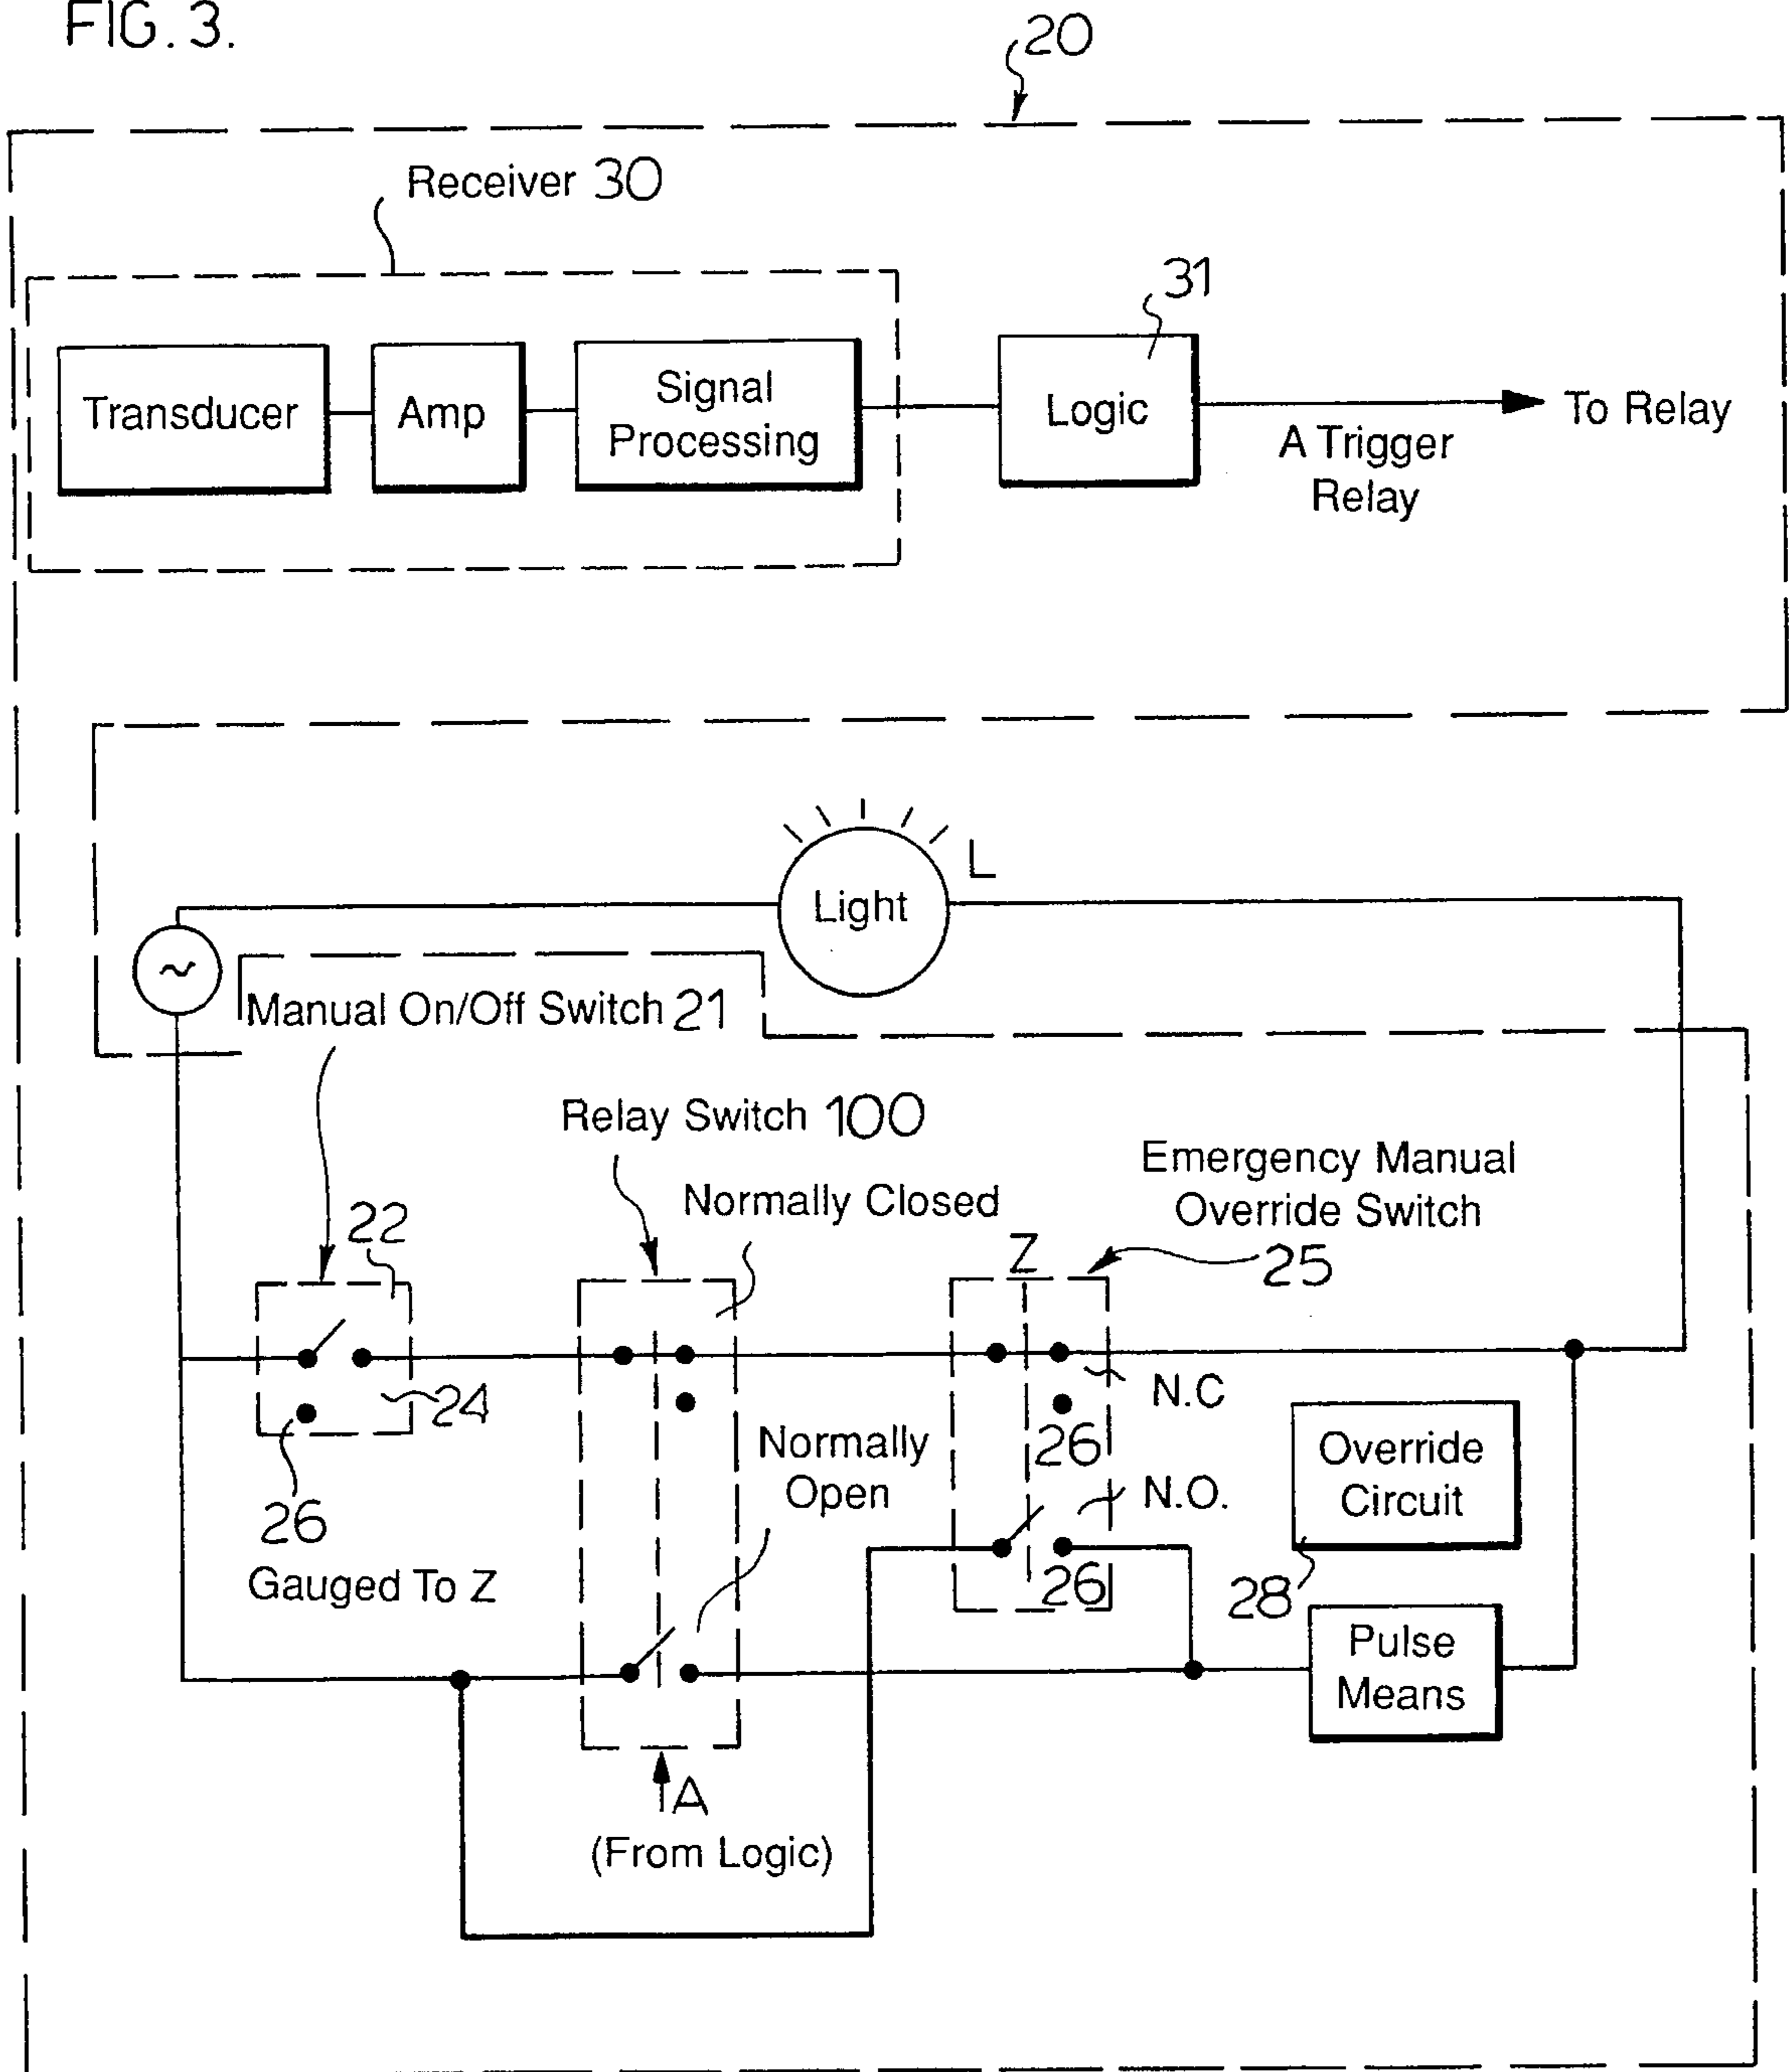 FIG. 3.
20
Receiver 30
31
Transducer
Amp
Signal
Processing
Logic
To Relay
A Trigger
Relay
L
Light
~
Manual On/Off Switch 21
Relay Switch 100
Normally Closed
Emergency Manual
Override Switch
25
Z
22
24
N.C
26
26
Gauged To Z
Normally
Open
N.O.
26
Override
Circuit
28
Pulse
Means
A
(From Logic)